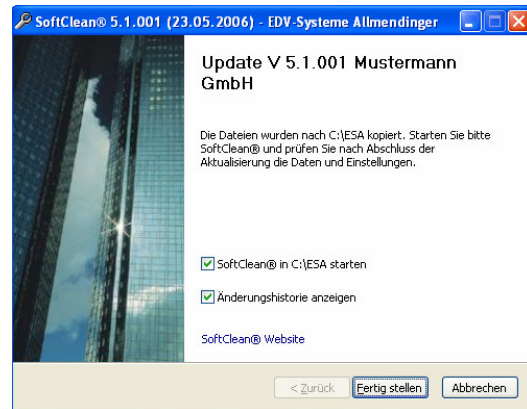 SoftClean® 5.1.001 (23.05.2006) - EDV-Systeme Allmendinger
Update V 5.1.001 Mustermann
GmbH
Die Dateien wurden nach C:\ESA kopiert. Starten Sie bitte
SoftClean® und prüfen Sie nach Abschluss der
Aktualisierung die Daten und Einstellungen.
SoftClean® in C:\ESA starten
Änderungshistorie anzeigen
SoftClean® Website
< Zurück Fertig stellen Abbrechen